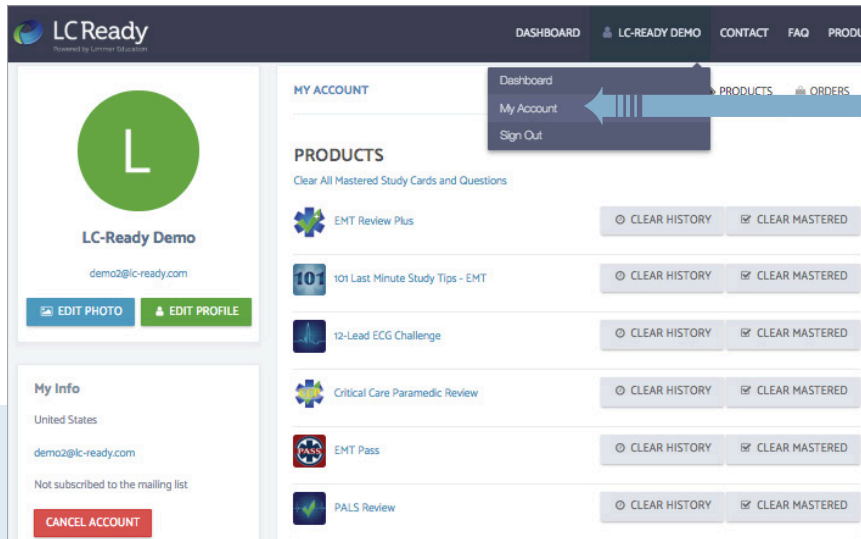 LCReady
Powered by Limmer Education
DASHBOARD
LC-READY DEMO
CONTACT
FAQ
PRODU
Dashboard
My Account
Sign Out
L
LC-Ready Demo
demo2@lc-ready.com
EDIT PHOTO
EDIT PROFILE
My Info
United States
demo2@lc-ready.com
Not subscribed to the mailing list
CANCEL ACCOUNT
MY ACCOUNT
PRODUCTS
ORDERS
PRODUCTS
Clear All Mastered Study Cards and Questions
EMT Review Plus
CLEAR HISTORY
CLEAR MASTERED
101
101 Last Minute Study Tips - EMT
CLEAR HISTORY
CLEAR MASTERED
12-Lead ECG Challenge
CLEAR HISTORY
CLEAR MASTERED
Critical Care Paramedic Review
CLEAR HISTORY
CLEAR MASTERED
PASS
EMT Pass
CLEAR HISTORY
CLEAR MASTERED
PALS Review
CLEAR HISTORY
CLEAR MASTERED